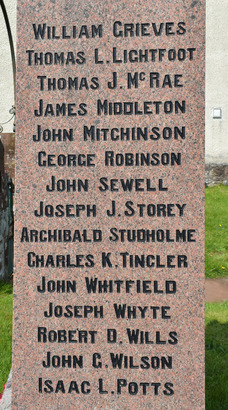 WILLIAM GRIEVES
THOMAS L. LIGHTFOOT
THOMAS J. McRAE
JAMES MIDDLETON
JOHN MITCHINSON
GEORGE ROBINSON
JOHN SEWELL
JOSEPH J. STOREY
ARCHIBALD STUDHOLME
CHARLES K. TINGLER
JOHN WHITFIELD
JOSEPH WHYTE
ROBERT D. WILLS
JOHN G. WILSON
ISAAC L. POTTS